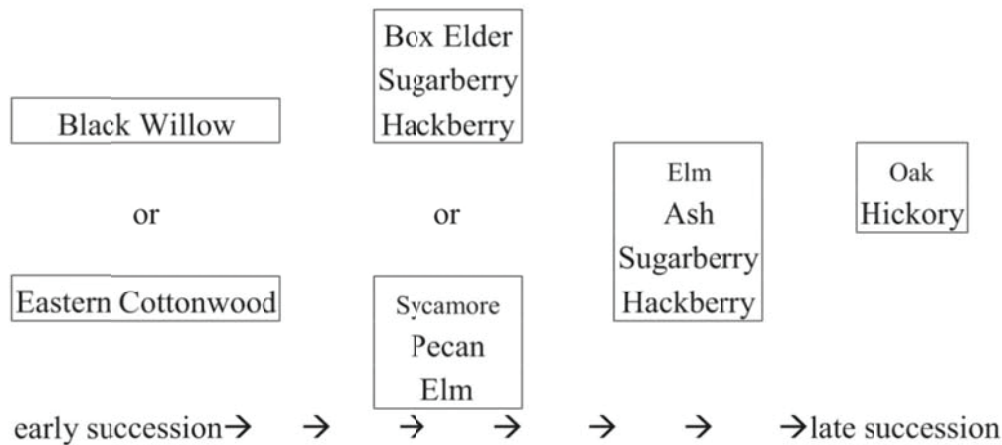 Black Willow
or
Eastern Cottonwood
Box Elder
Sugarberry
Hackberry
or
Sycamore
Pecan
Elm
Elm
Ash
Sugarberry
Hackberry
Oak
Hickory
early succession→ → → → → → →late succession